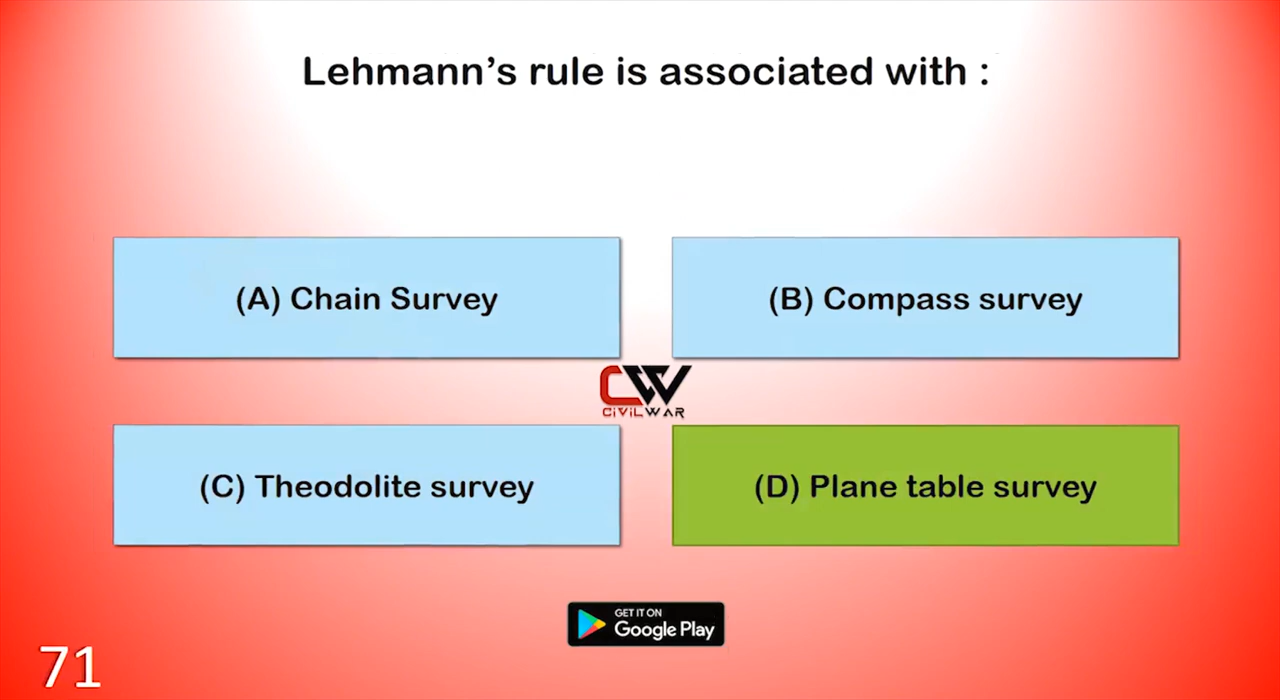 Lehmann’s rule is associated with :
(A) Chain Survey
(B) Compass survey
CW
CiViLWAR
(C) Theodolite survey
(D) Plane table survey
GET IT ON
Google Play
71